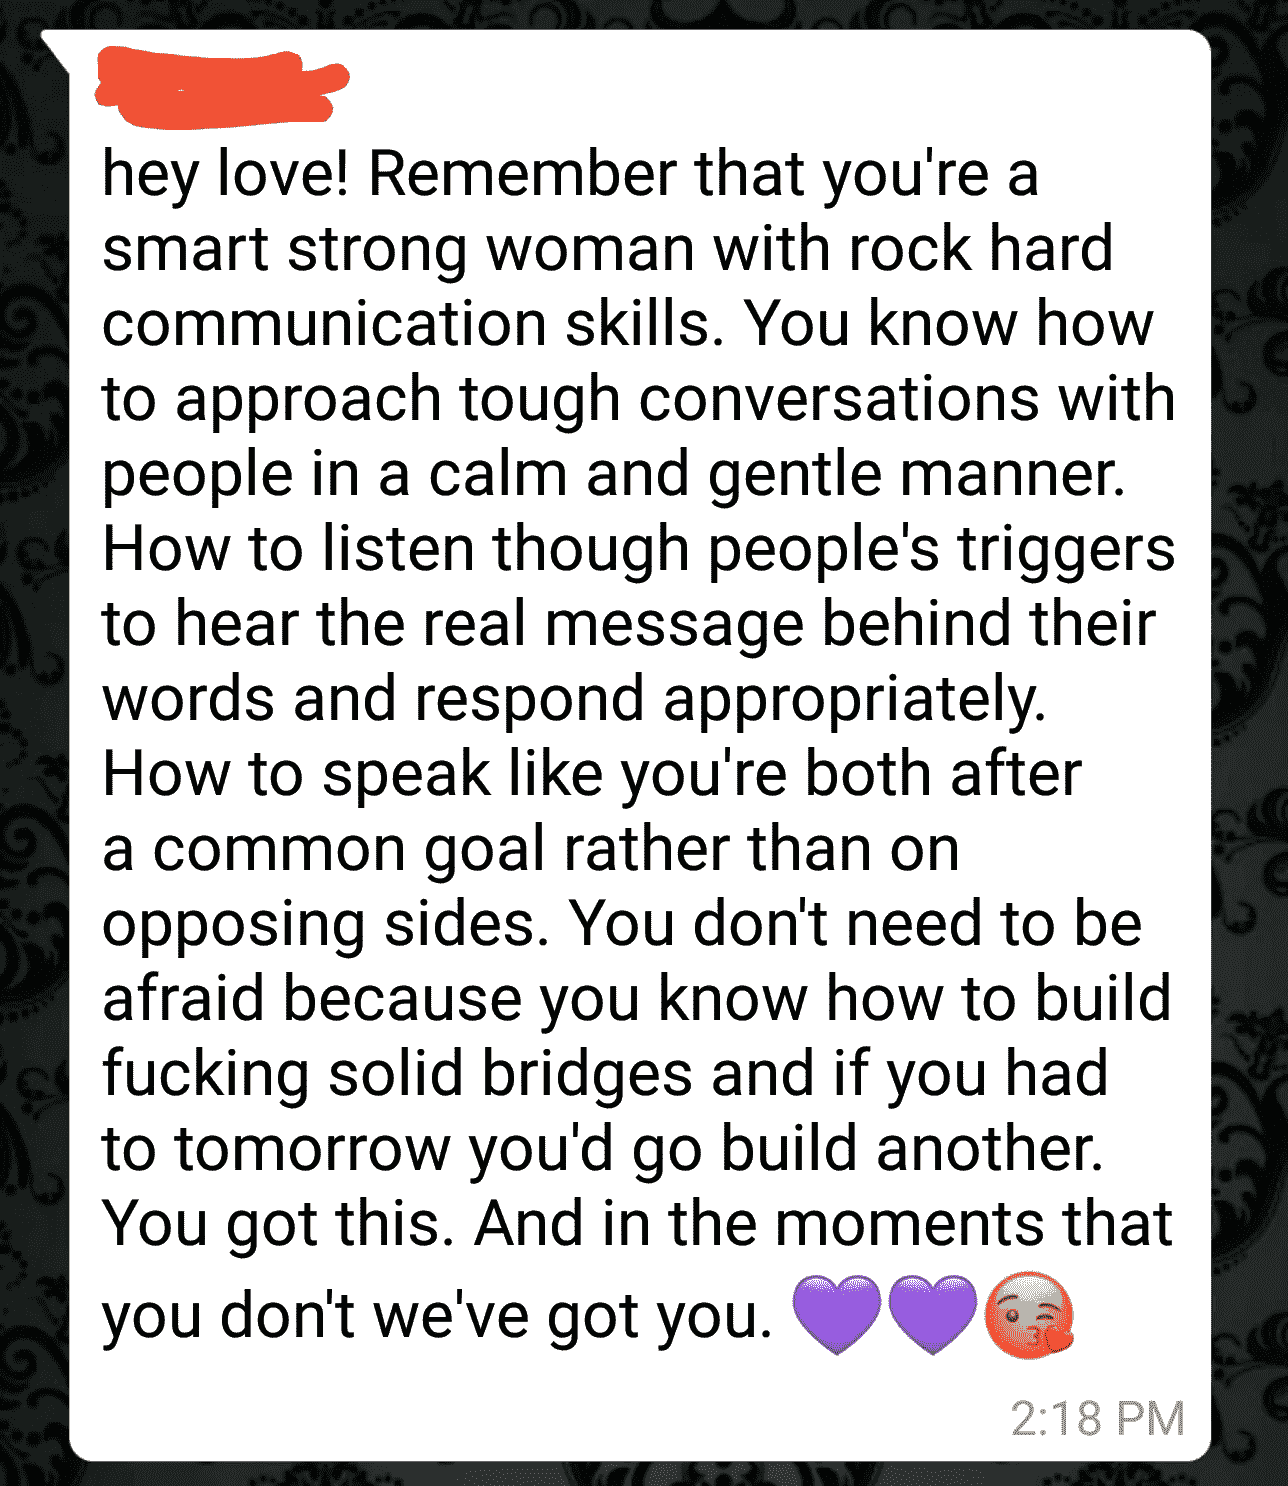 hey love! Remember that you're a
smart strong woman with rock hard
communication skills. You know how
to approach tough conversations with
people in a calm and gentle manner.
How to listen though people's triggers
to hear the real message behind their
words and respond appropriately.
How to speak like you're both after
a common goal rather than on
opposing sides. You don't need to be
afraid because you know how to build
fucking solid bridges and if you had
to tomorrow you'd go build another.
You got this. And in the moments that
you don't we've got you. 💜💜😘
2:18 PM